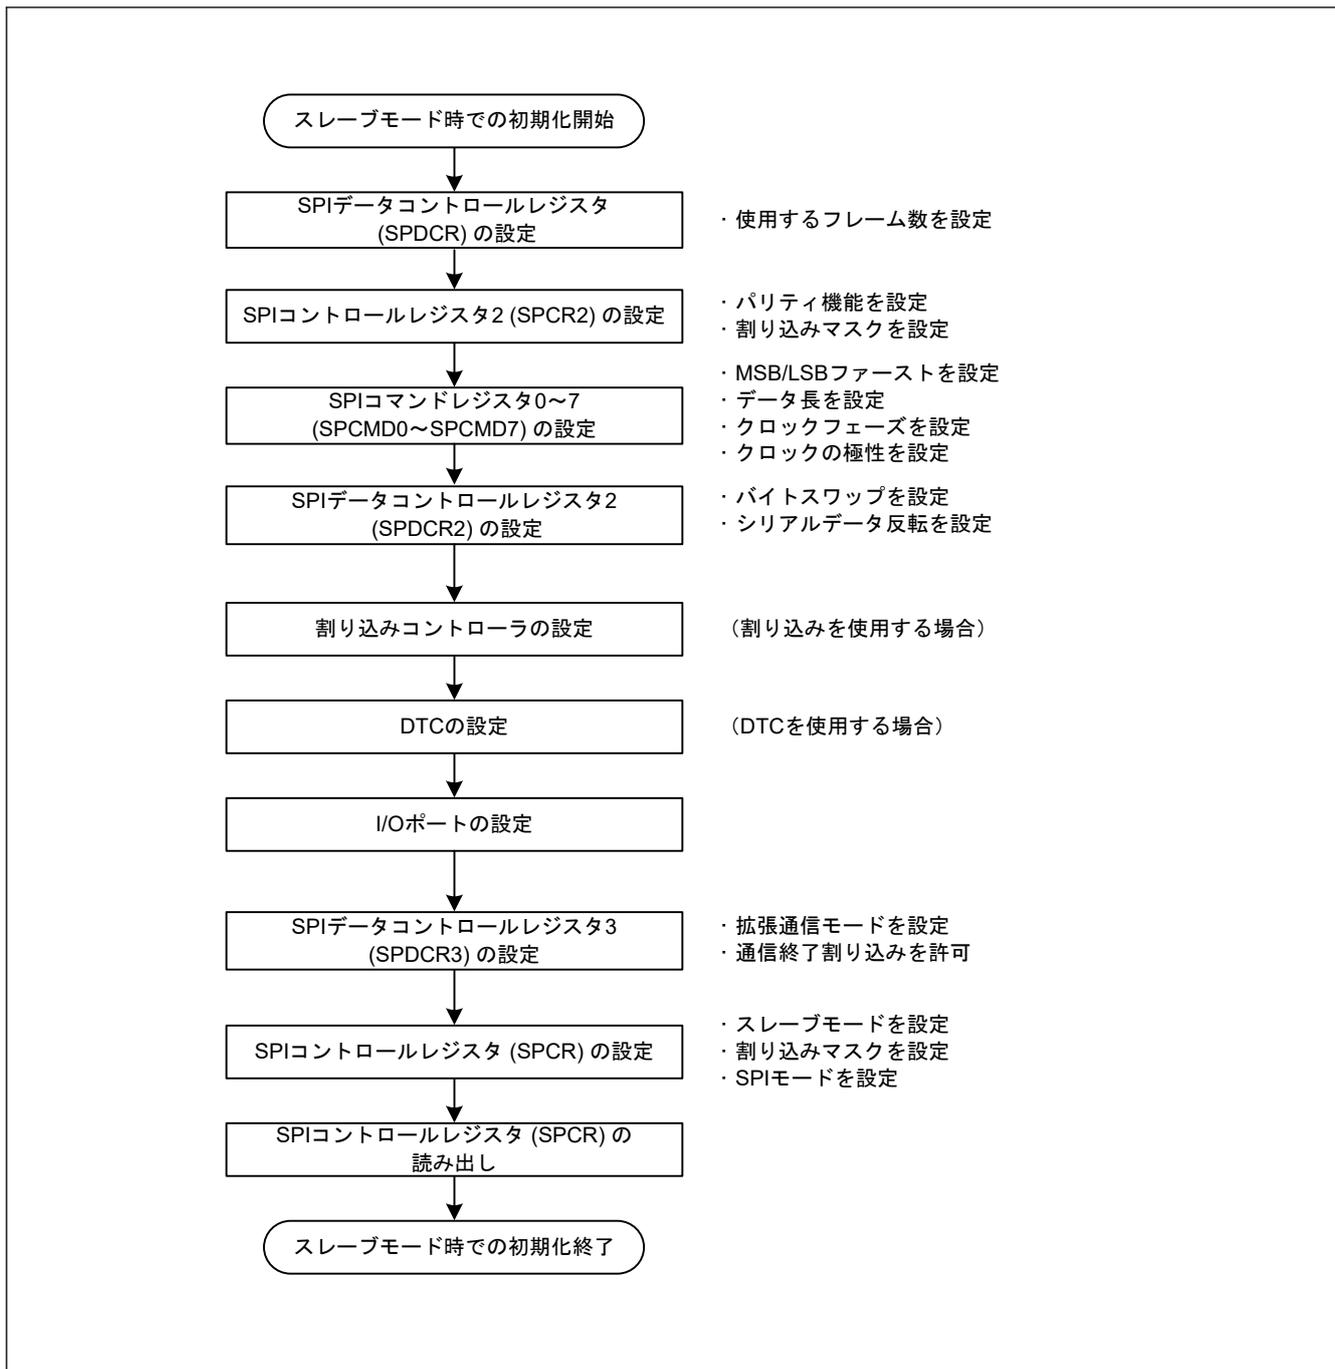 スレーブモード時での初期化開始
SPIデータコントロールレジスタ
(SPDCR) の設定
・使用するフレーム数を設定
SPIコントロールレジスタ2 (SPCR2) の設定
・パリティ機能を設定
・割り込みマスクを設定
SPIコマンドレジスタ0～7
(SPCMD0～SPCMD7) の設定
・MSB/LSBファーストを設定
・データ長を設定
・クロックフェーズを設定
・クロックの極性を設定
SPIデータコントロールレジスタ2
(SPDCR2) の設定
・バイトスワップを設定
・シリアルデータ反転を設定
割り込みコントローラの設定
（割り込みを使用する場合）
DTCの設定
（DTCを使用する場合）
I/Oポートの設定
SPIデータコントロールレジスタ3
(SPDCR3) の設定
・拡張通信モードを設定
・通信終了割り込みを許可
SPIコントロールレジスタ (SPCR) の設定
・スレーブモードを設定
・割り込みマスクを設定
・SPIモードを設定
SPIコントロールレジスタ (SPCR) の
読み出し
スレーブモード時での初期化終了